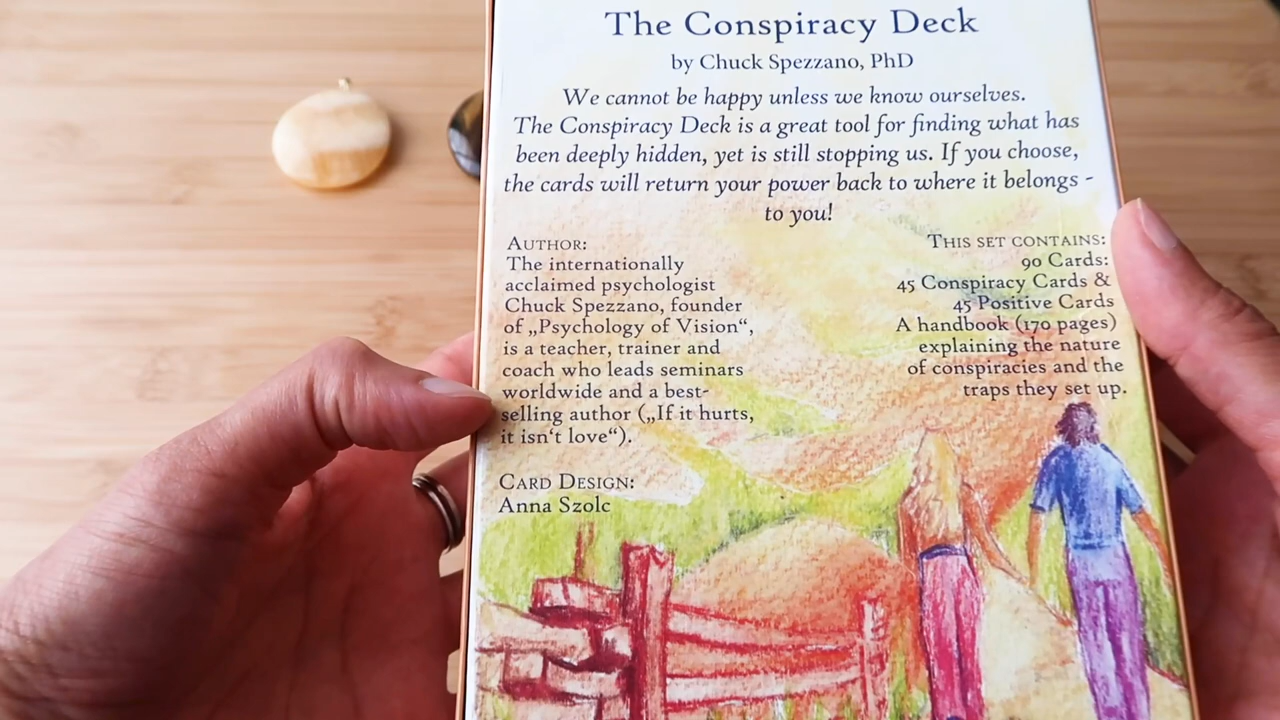 The Conspiracy Deck
by Chuck Spezzano, PhD
We cannot be happy unless we know ourselves.
The Conspiracy Deck is a great tool for finding what has
been deeply hidden, yet is still stopping us. If you choose,
the cards will return your power back to where it belongs -
to you!
AUTHOR:
The internationally
acclaimed psychologist
Chuck Spezzano, founder
of „Psychology of Vision“,
is a teacher, trainer and
coach who leads seminars
worldwide and a best-
selling author („If it hurts,
it isn‘t love“).
CARD DESIGN:
Anna Szolc
THIS SET CONTAINS:
90 Cards:
45 Conspiracy Cards &
45 Positive Cards
A handbook (170 pages)
explaining the nature
of conspiracies and the
traps they set up.